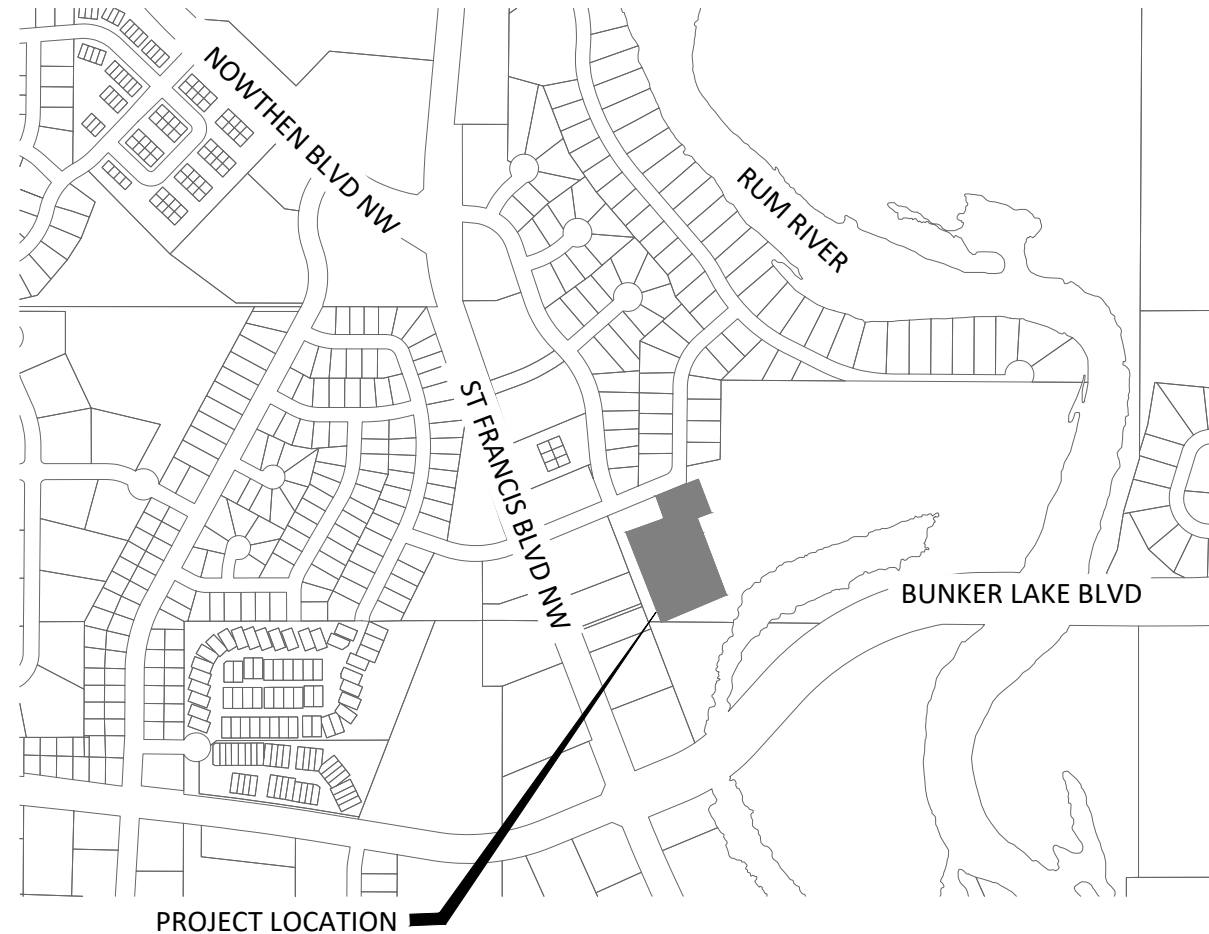 NOWTHEN BLVD NW
RUM RIVER
ST FRANCIS BLVD NW
BUNKER LAKE BLVD
PROJECT LOCATION